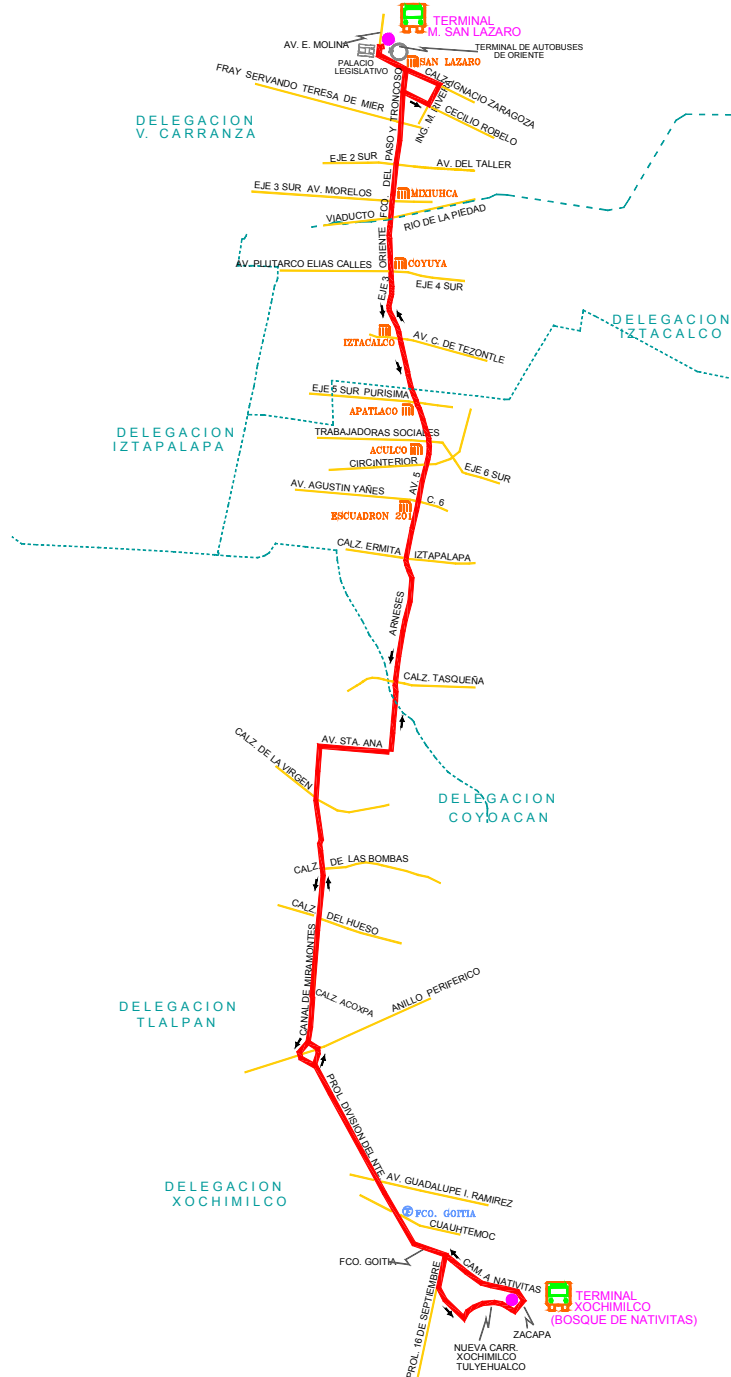 TERMINAL
M. SAN LAZARO
AV. E. MOLINA
TERMINAL DE AUTOBUSES
DE ORIENTE
PALACIO
LEGISLATIVO
SAN LAZARO
FRAY SERVANDO TERESA DE MIER
CALZ. IGNACIO ZARAGOZA
ING. M. RIVERA
CECILIO ROBELO
DELEGACION
V. CARRANZA
EJE 3 ORIENTE FCO. DEL PASO Y TRONCOSO
EJE 2 SUR
AV. DEL TALLER
EJE 3 SUR AV. MORELOS
MIXIUHCA
VIADUCTO
RIO DE LA PIEDAD
AV. PLUTARCO ELIAS CALLES
COYUYA
EJE 4 SUR
DELEGACION
IZTACALCO
IZTACALCO
AV. C. DE TEZONTLE
EJE 5 SUR PURISIMA
APATLACO
DELEGACION
IZTAPALAPA
TRABAJADORAS SOCIALES
ACULCO
CIRC.INTERIOR
EJE 6 SUR
AV. 5
AV. AGUSTIN YAÑES
C. 6
ESCUADRON 201
CALZ. ERMITA IZTAPALAPA
ARNESES
CALZ. TASQUEÑA
AV. STA. ANA
CALZ. DE LA VIRGEN
DELEGACION
COYOACAN
CALZ. DE LAS BOMBAS
CALZ. DEL HUESO
CANAL DE MIRAMONTES
CALZ. ACOXPA
ANILLO PERIFERICO
DELEGACION
TLALPAN
PROL. DIVISION DEL NTE.
DELEGACION
XOCHIMILCO
AV. GUADALUPE I. RAMIREZ
FCO. GOITIA
CUAUHTEMOC
FCO. GOITIA
CAM. A NATIVITAS
PROL. 16 DE SEPTIEMBRE
TERMINAL
XOCHIMILCO
(BOSQUE DE NATIVITAS)
ZACAPA
NUEVA CARR.
XOCHIMILCO
TULYEHUALCO